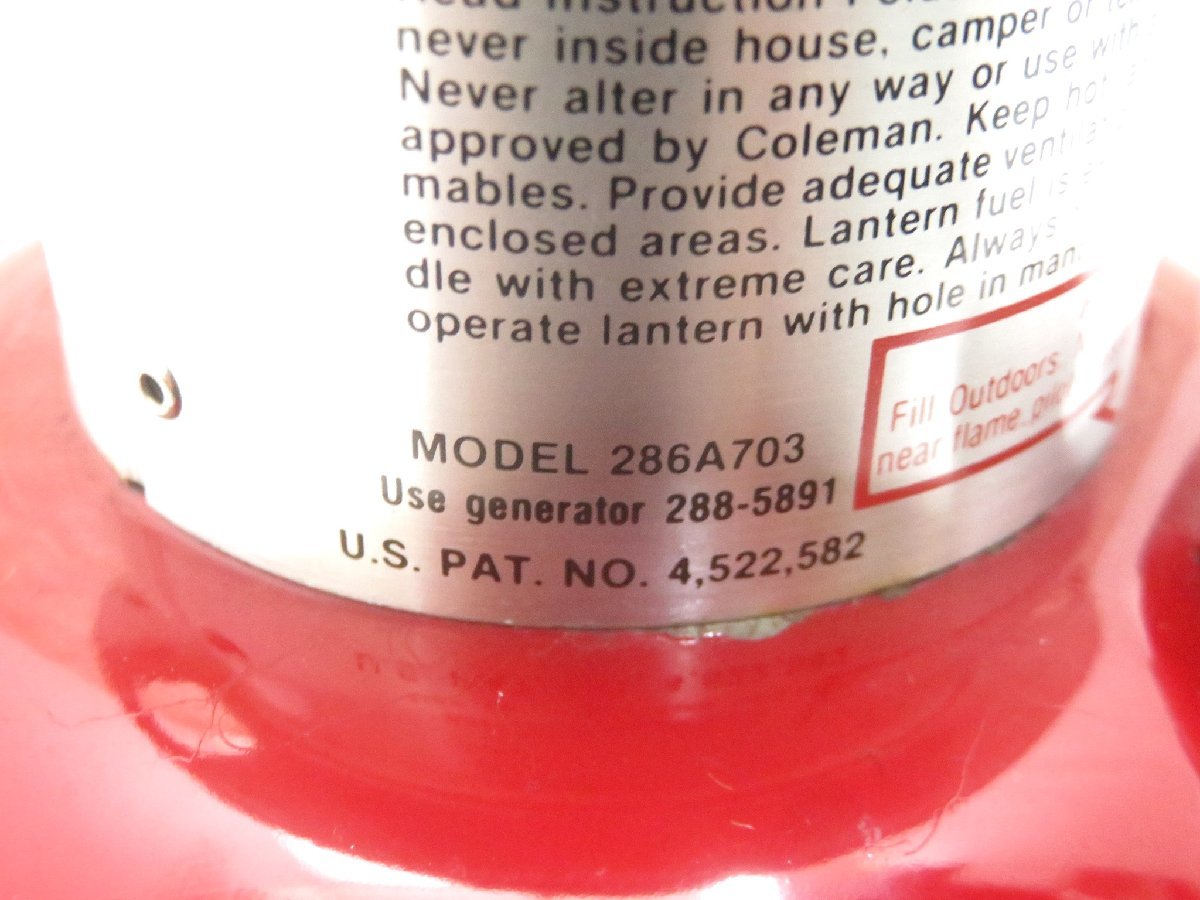 never inside house, camper or
Never alter in any way or use with
approved by Coleman. Keep hot
mables. Provide adequate
enclosed areas. Lantern fuel is
dle with extreme care. Always
operate lantern with hole in
Fill Outdoors
near flame
MODEL 286A703
Use generator 288-5891
U.S. PAT. NO. 4,522,582